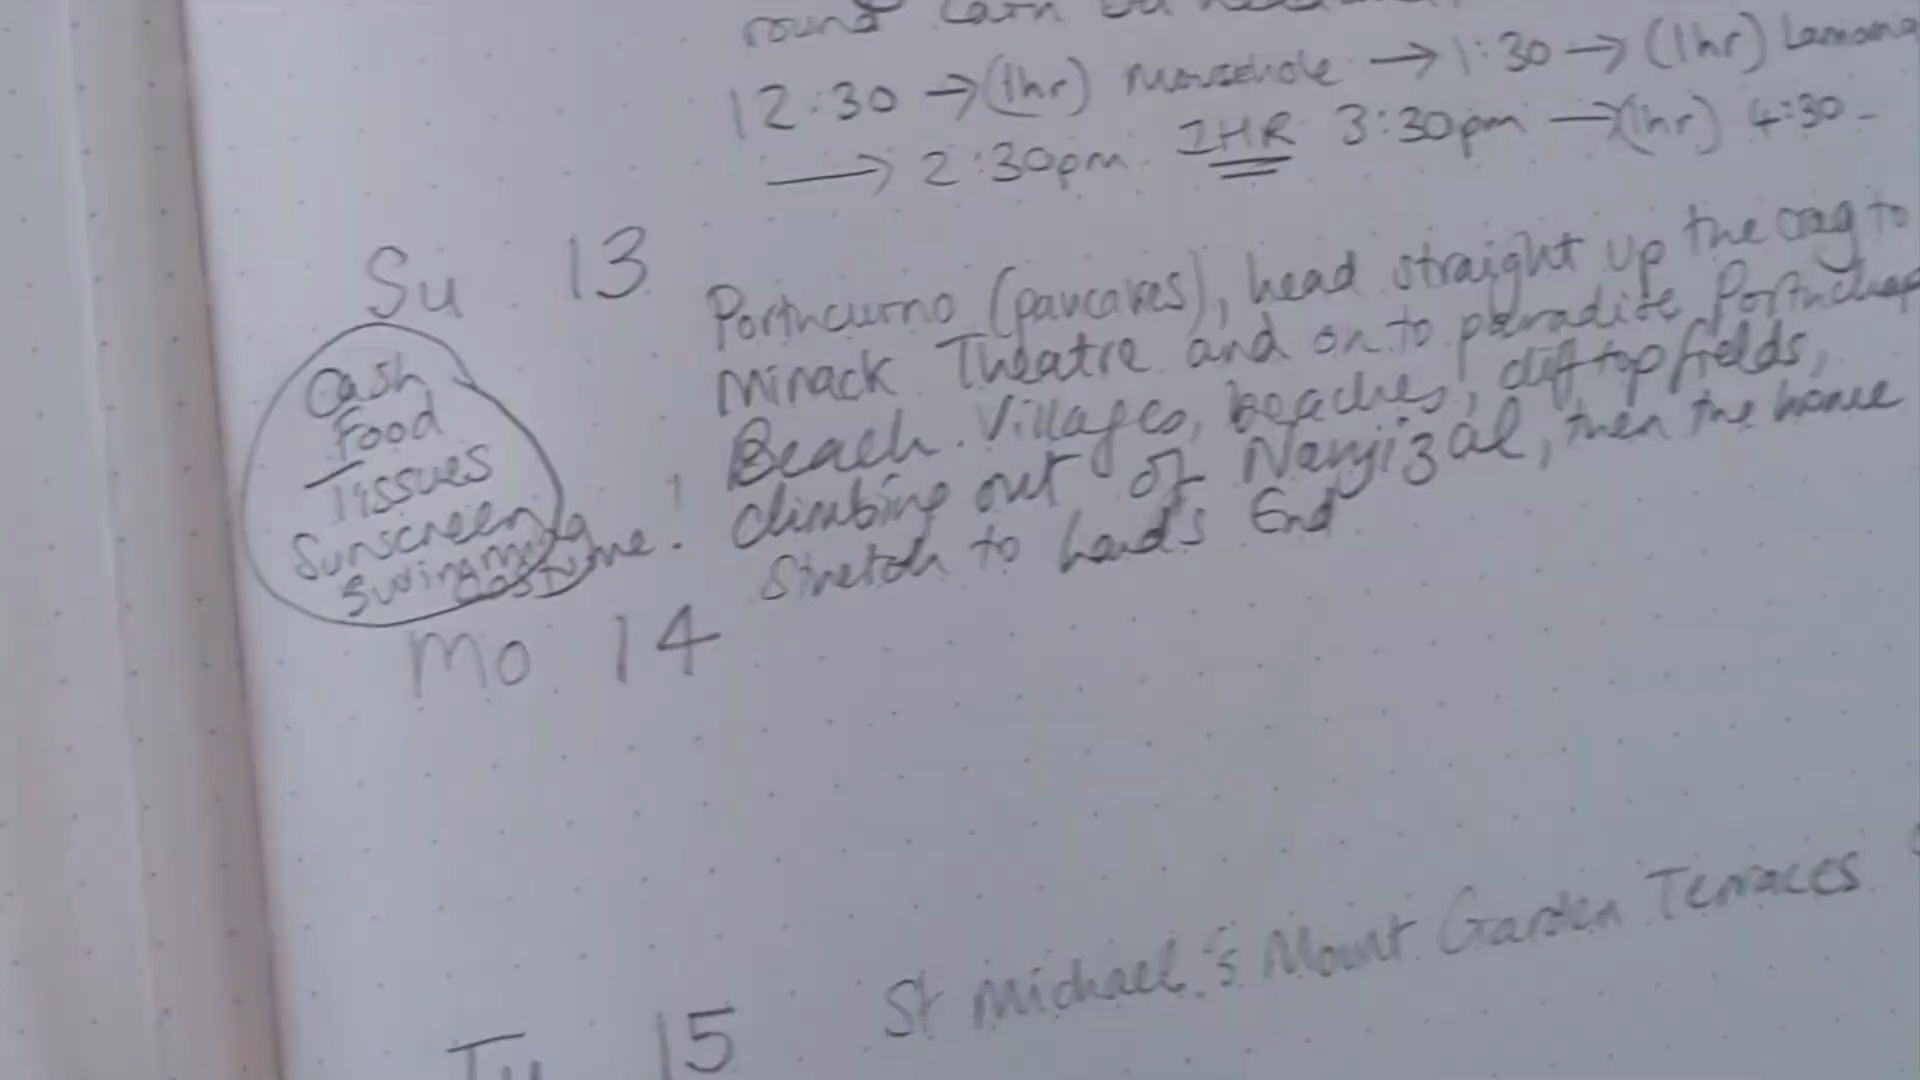 round
12:30 → (1hr) Mousehole → 1:30 → (1hr) Lamorna
→ 2:30pm 1HR 3:30pm → (1hr) 4:30
Su 13
Porthcurno (pancakes), head straight up the crag to
Minack Theatre and on to paradise Porthchap
Beach. Villages, beaches, clifftop fields,
climbing out of Nanjizal, then the home
stretch to Land's End
Cash
Food
Tissues
Sunscreen
Swimming
costume!
Mo 14
St Michael's Mount Garden Terraces
Tu 15